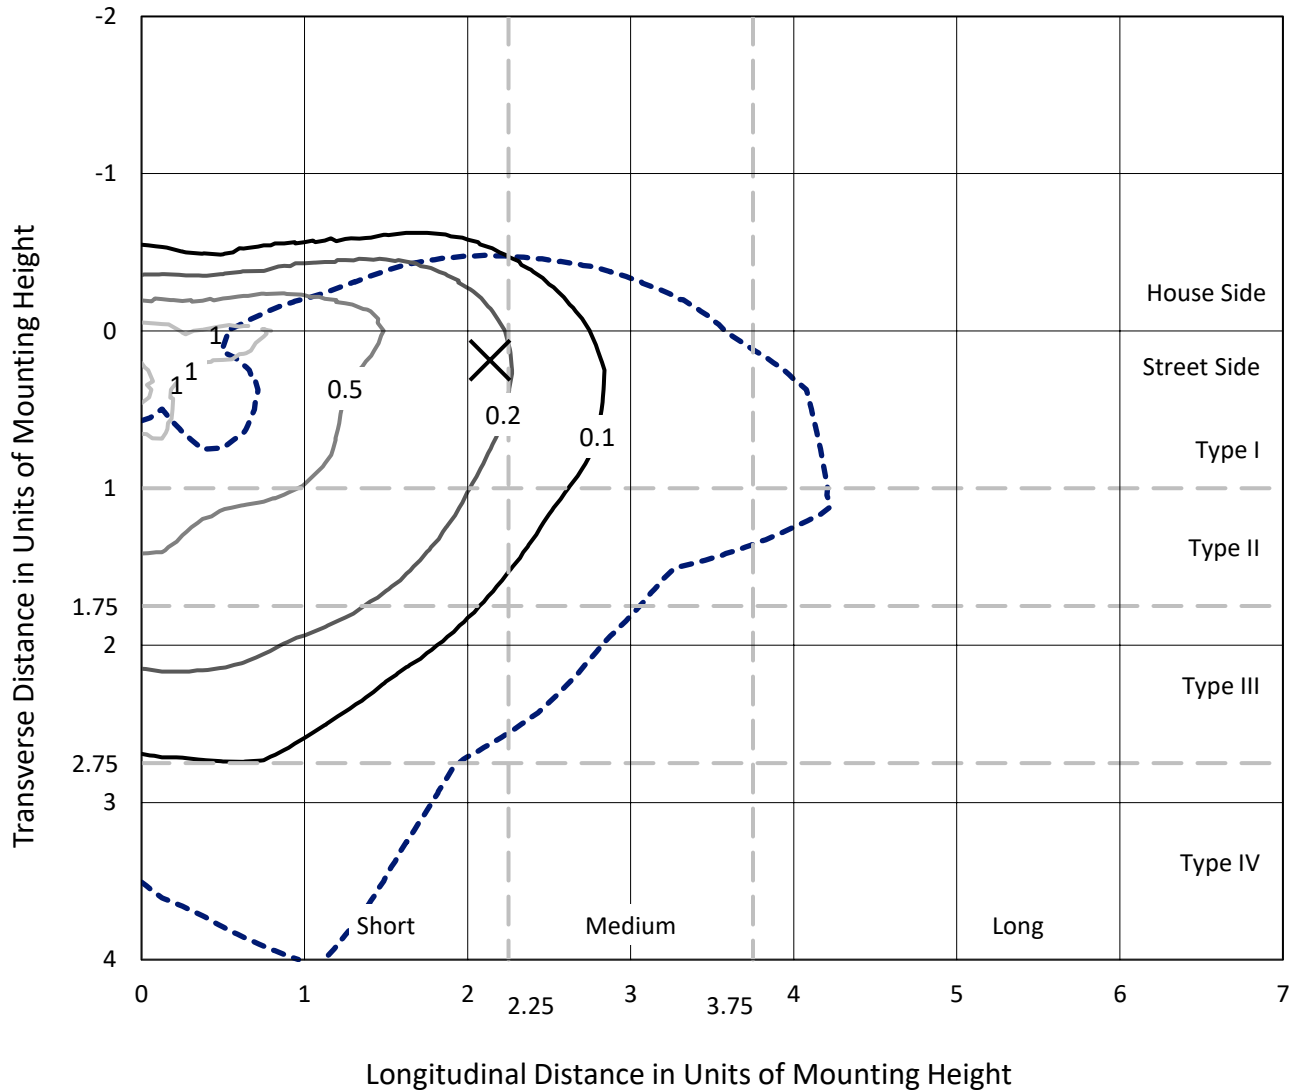 -2
-1
0
1
1.75
2
2.75
3
4
Transverse Distance in Units of Mounting Height
House Side
Street Side
Type I
Type II
Type III
Type IV
1
1
1
0.5
0.2
0.1
Short
Medium
Long
0
1
2
2.25
3
3.75
4
5
6
7
Longitudinal Distance in Units of Mounting Height